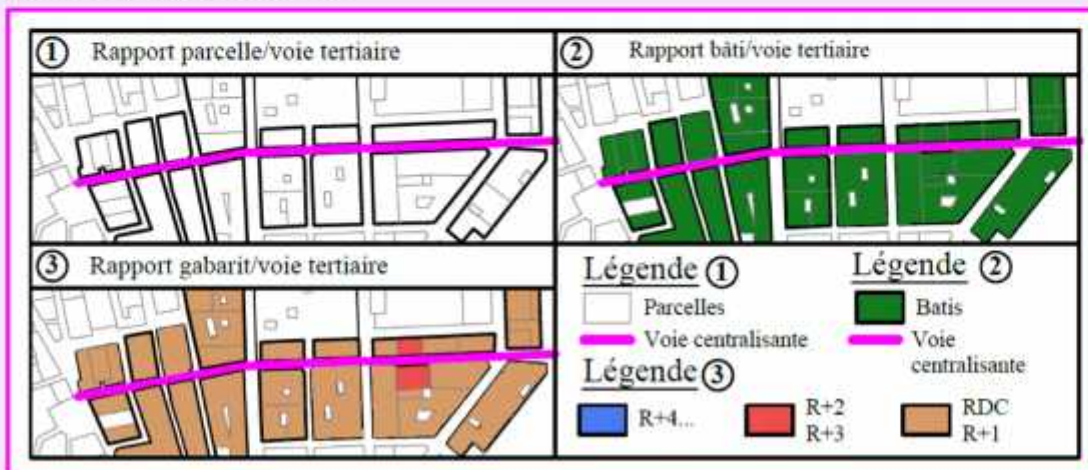 ① Rapport parcelle/voie tertiaire
② Rapport bâti/voie tertiaire
③ Rapport gabarit/voie tertiaire
Légende ①
Parcelles
Voie centralisante
Légende ②
Batis
Voie
centralisante
Légende ③
R+4...
R+2
R+3
RDC
R+1